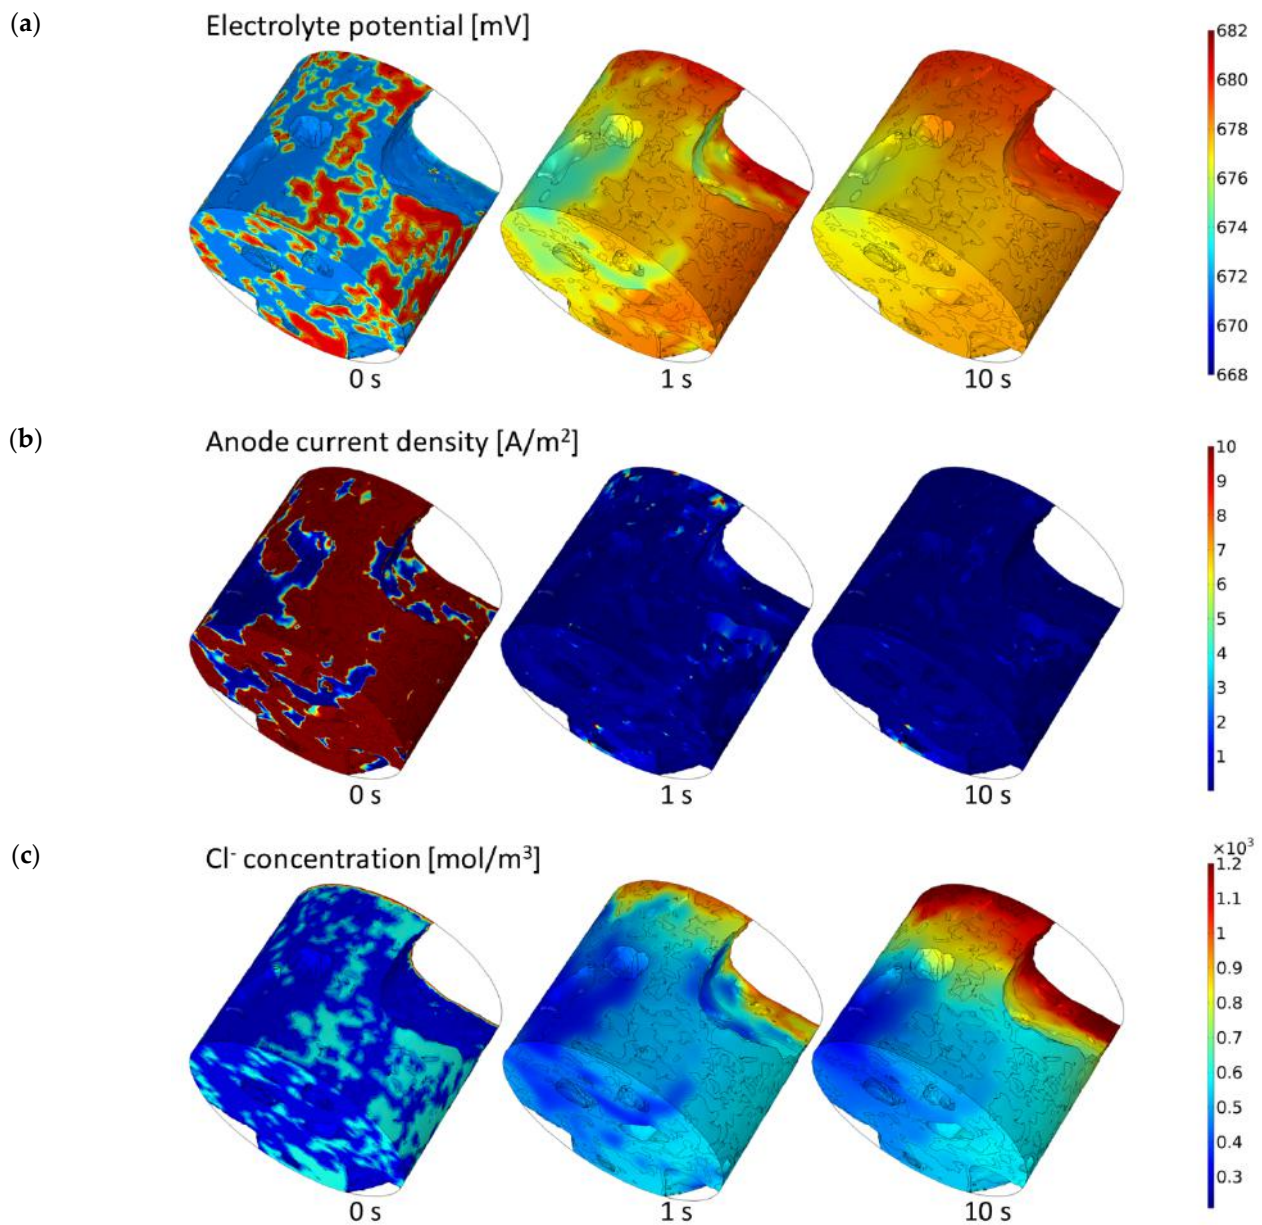 (a)
Electrolyte potential [mV]
682
680
678
676
674
672
670
668
0 s
1 s
10 s
(b)
Anode current density [A/m²]
10
9
8
7
6
5
4
3
2
1
0 s
1 s
10 s
(c)
Cl⁻ concentration [mol/m³]
×10³
1.2
1.1
1
0.9
0.8
0.7
0.6
0.5
0.4
0.3
0 s
1 s
10 s